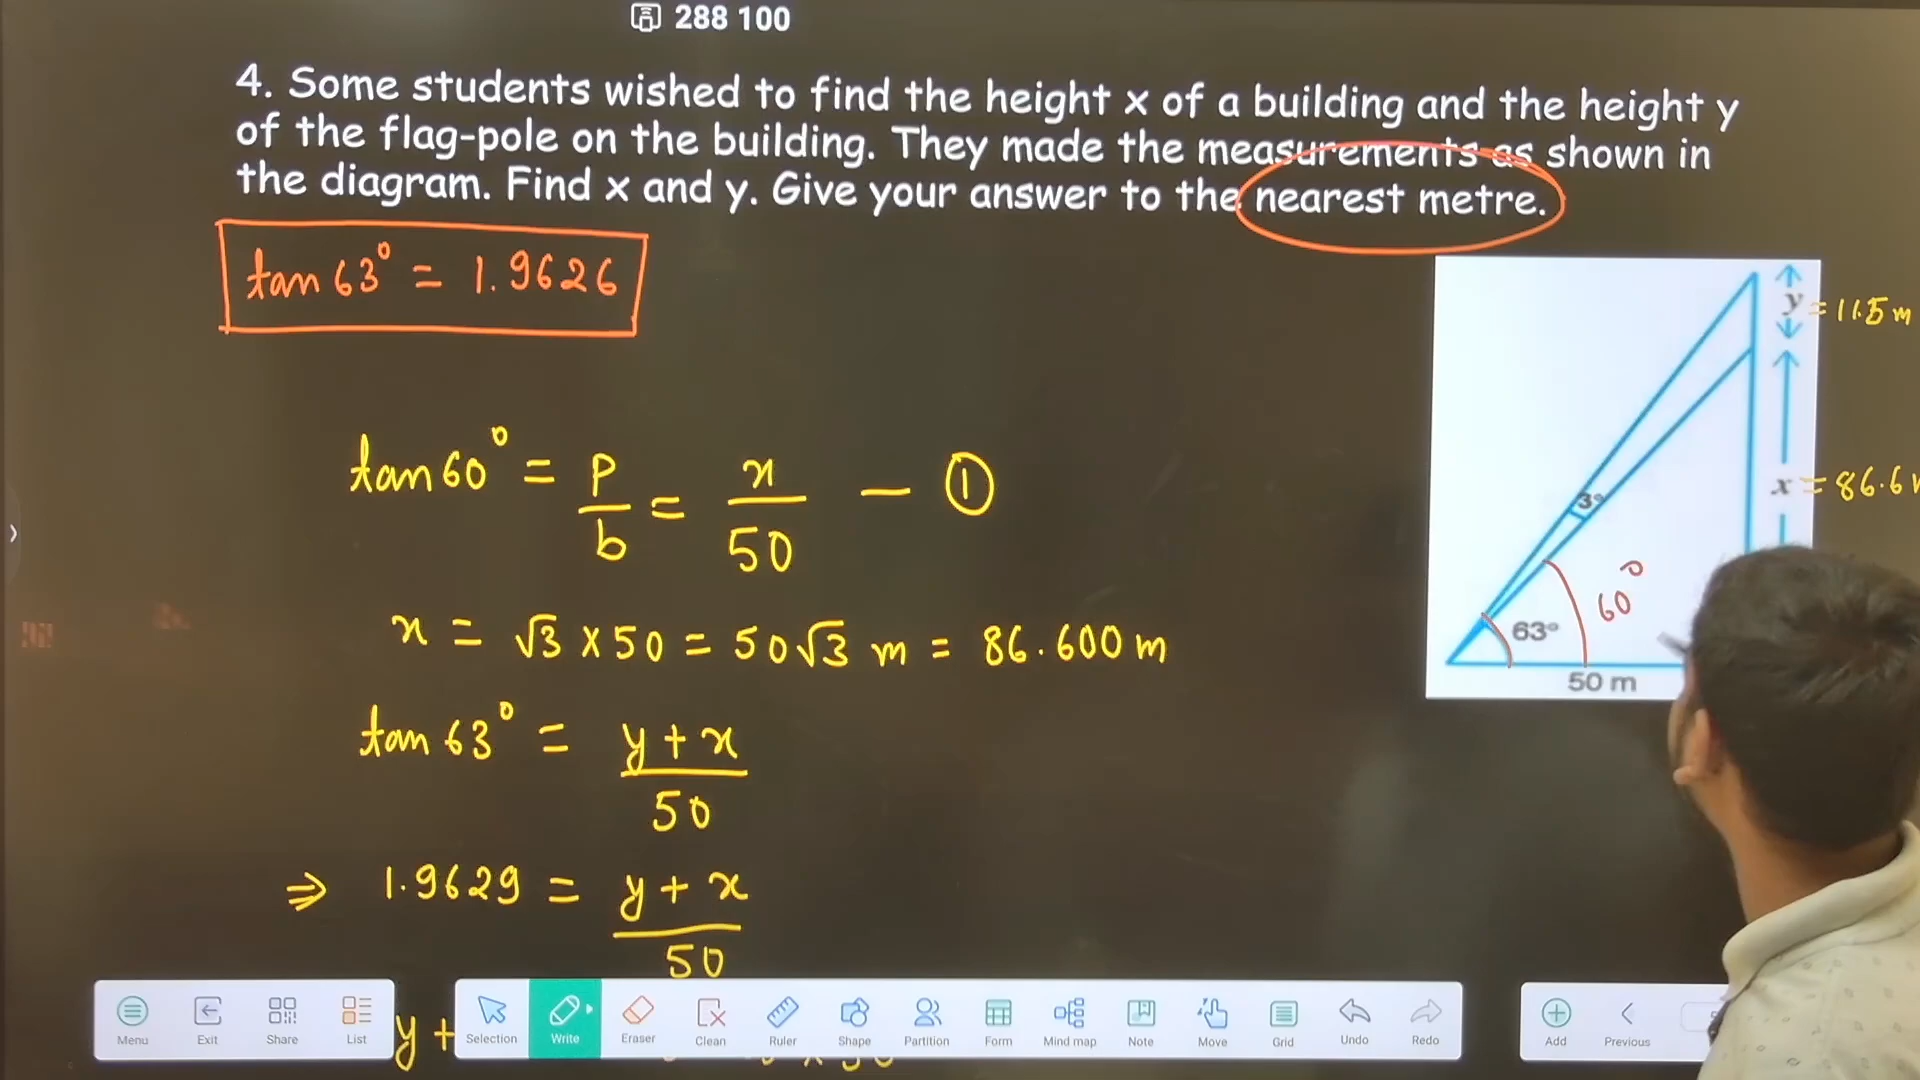 288 100
4. Some students wished to find the height x of a building and the height y
of the flag-pole on the building. They made the measurements as shown in
the diagram. Find x and y. Give your answer to the nearest metre.
tan 63° = 1.9626
y = 11.5 m
tan 60° = p/b = x/50 — ①
x = 86.6
3°
60°
63°
50 m
x = √3 × 50 = 50√3 m = 86.600 m
tan 63° = y + x / 50
⇒ 1.9629 = y + x / 50
y +
Menu Exit Share List Selection Write Eraser Clean Ruler Shape Partition Form Mind map Note Move Grid Undo Redo Add Previous